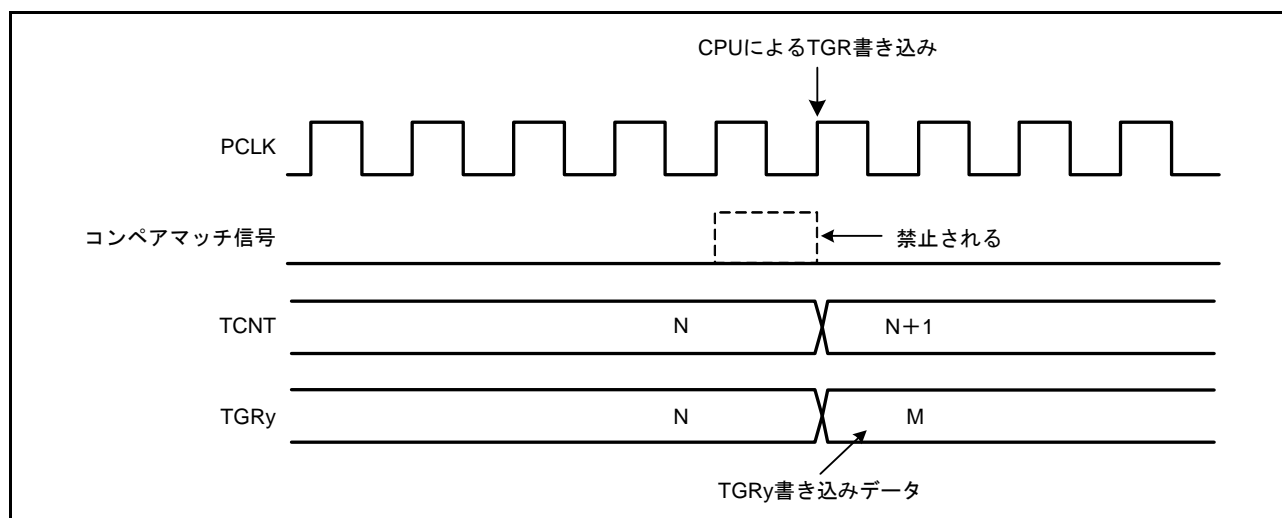 CPUによるTGR書き込み
PCLK
コンペアマッチ信号
禁止される
TCNT
N
N+1
TGRy
N
M
TGRy書き込みデータ